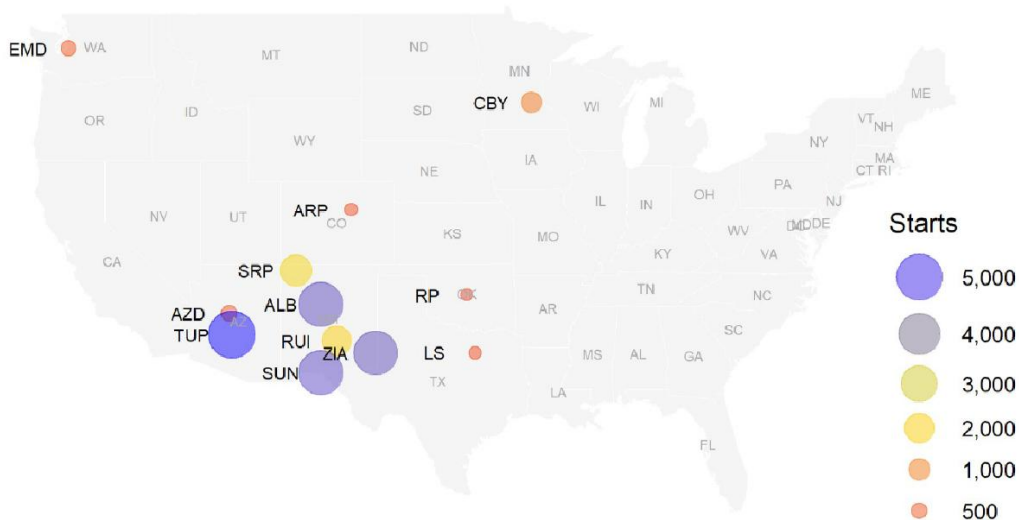 EMD
WA
MT
ND
MN
ME
OR
ID
SD
CBY
WI
MI
VT
NH
NY
WY
IA
MA
CT RI
NE
PA
NV
UT
ARP
CO
IL
IN
OH
NJ
DE
KS
MO
WV
VA
CA
KY
SRP
ALB
RP
TN
NC
AZD
AZ
AR
TUP
SC
RUI
ZIA
LS
MS
AL
GA
SUN
TX
LA
FL
Starts
5,000
4,000
3,000
2,000
1,000
500